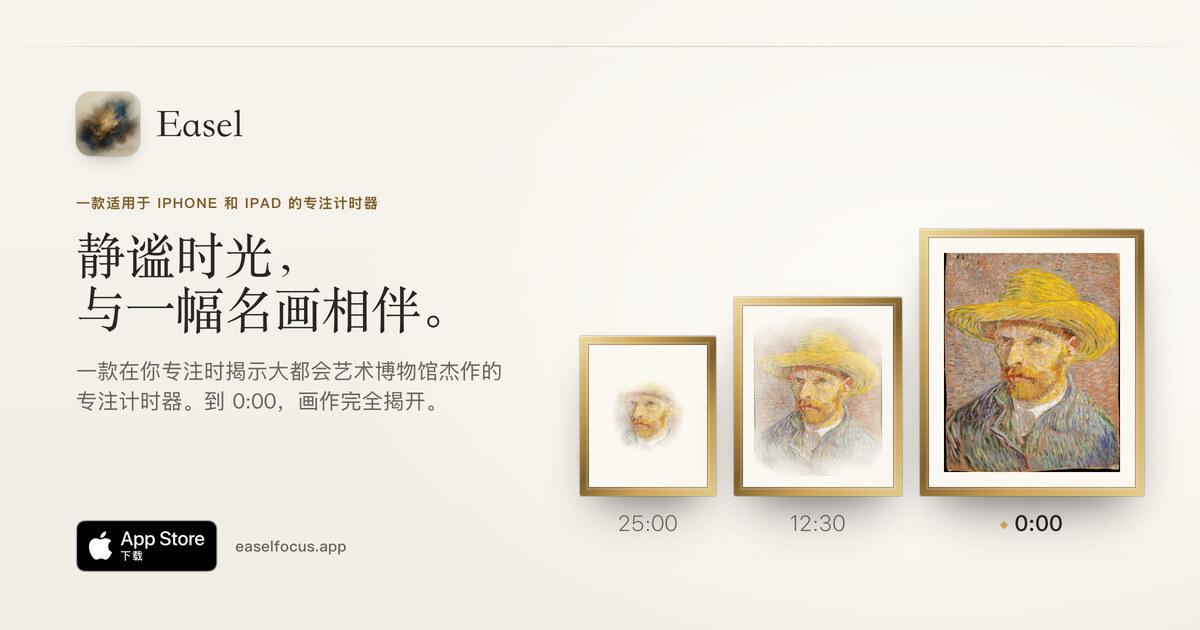 Easel
一款适用于 IPHONE 和 IPAD 的专注计时器
静谧时光，
与一幅名画相伴。
一款在你专注时揭示大都会艺术博物馆杰作的
专注计时器。到 0:00，画作完全揭开。
App Store
下载
easelfocus.app
25:00
12:30
0:00